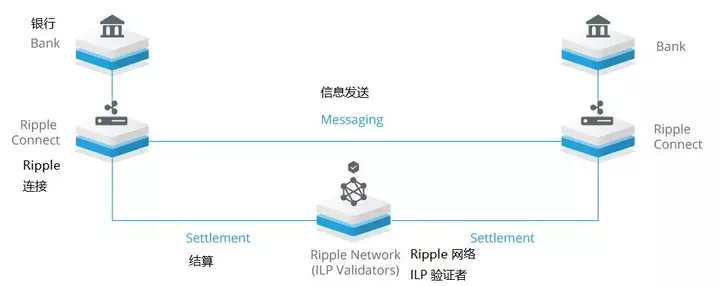 银行
Bank
Bank
信息发送
Messaging
Ripple
Connect
Ripple
Connect
Ripple
连接
Settlement
结算
Ripple Network
(ILP Validators)
Ripple 网络
ILP 验证者
Settlement